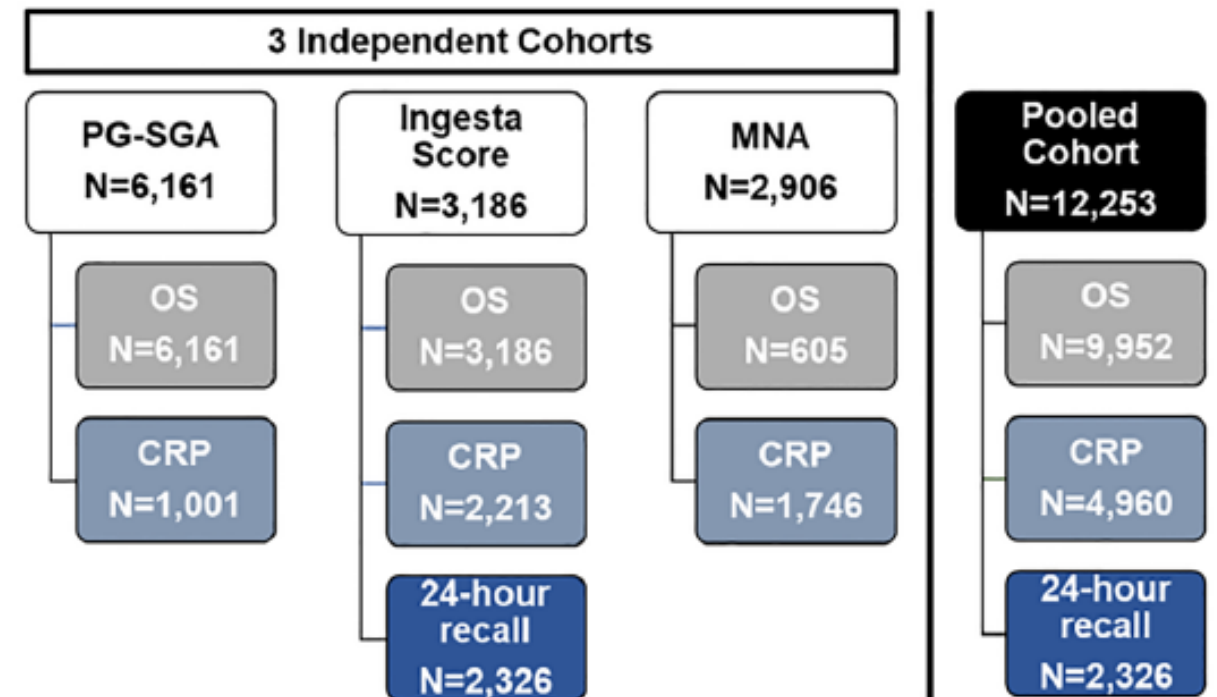 3 Independent Cohorts
PG-SGA
N=6,161
OS
N=6,161
CRP
N=1,001
Ingesta
Score
N=3,186
OS
N=3,186
CRP
N=2,213
24-hour
recall
N=2,326
MNA
N=2,906
OS
N=605
CRP
N=1,746
Pooled
Cohort
N=12,253
OS
N=9,952
CRP
N=4,960
24-hour
recall
N=2,326